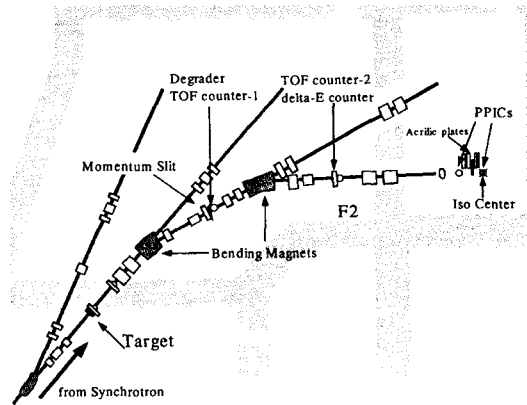 Degrader
TOF counter-1
TOF counter-2
delta-E counter
PPICs
Acrilic plates
Momentum Slit
Iso Center
F2
Bending Magnets
Target
from Synchrotron